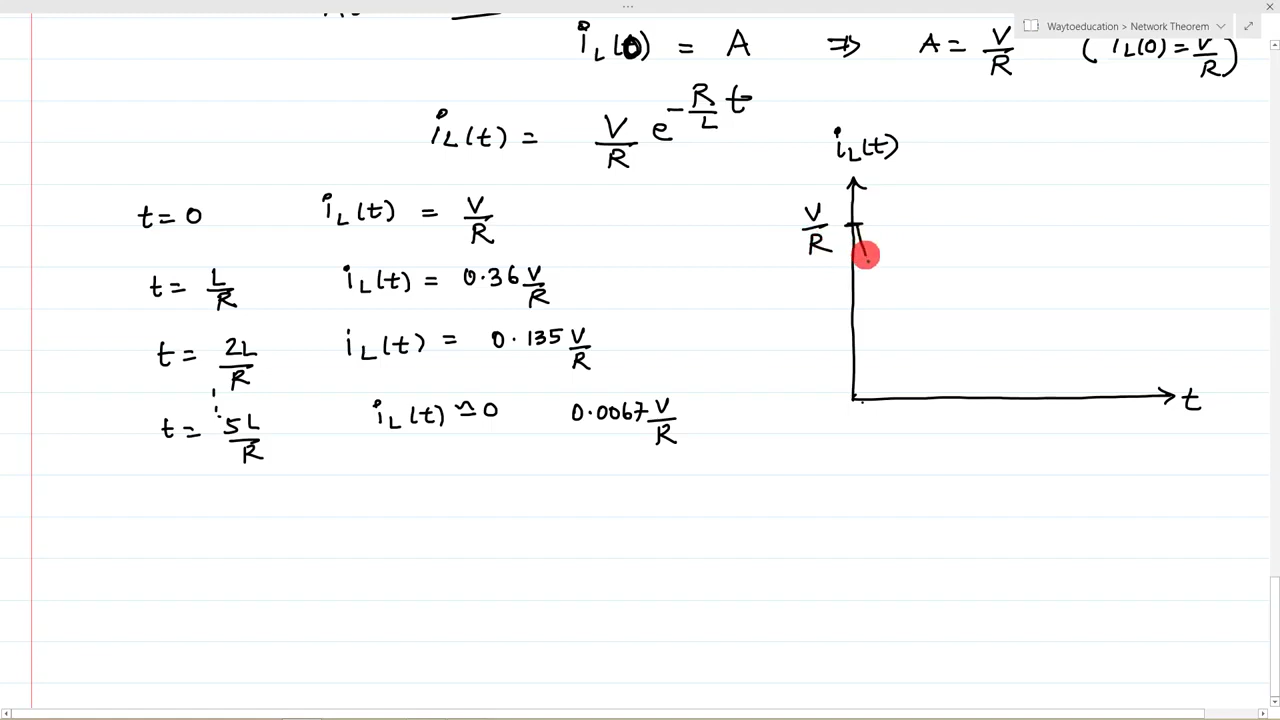 Waytoeducation > Network Theorem
iL(0) = A ⇒ A = V/R ( iL(0) = V/R )
iL(t) = V/R e^(-R/L t)
iL(t)
t = 0 iL(t) = V/R
V/R
t = L/R iL(t) = 0.36 V/R
t = 2L/R iL(t) = 0.135 V/R
t = 5L/R iL(t) ≃ 0 0.0067 V/R
t